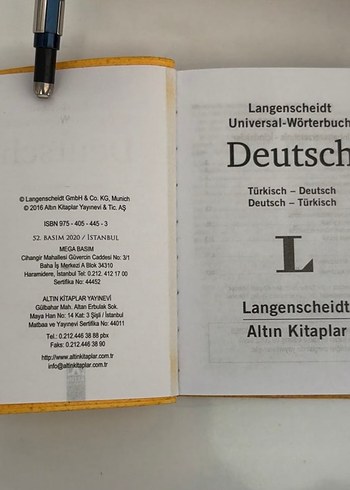 © Langenscheidt GmbH & Co. KG, Munich
© 2016 Altın Kitaplar Yayınevi & Tic. AŞ
ISBN 975 - 405 - 445 - 3
52. BASIM 2020 / İSTANBUL
MEGA BASIM
Cihangir Mahallesi Güvercin Caddesi No: 3/1
Baha İş Merkezi A Blok 34310
Haramidere, İstanbul Tel: 0.212. 412 17 00
Sertifika No: 44452
ALTIN KİTAPLAR YAYINEVİ
Gülbahar Mah. Altan Erbulak Sok.
Maya Han No: 14 Kat: 3 Şişli / İstanbul
Matbaa ve Yayınevi Sertifika No: 44011
Tel.: 0.212.446 38 88 pbx
Faks: 0.212.446 38 90
http://www.altinkitaplar.com.tr
info@altinkitaplar.com.tr
Langenscheidt
Universal-Wörterbuch
Deutsch
Türkisch – Deutsch
Deutsch – Türkisch
L
Langenscheidt
Altın Kitaplar